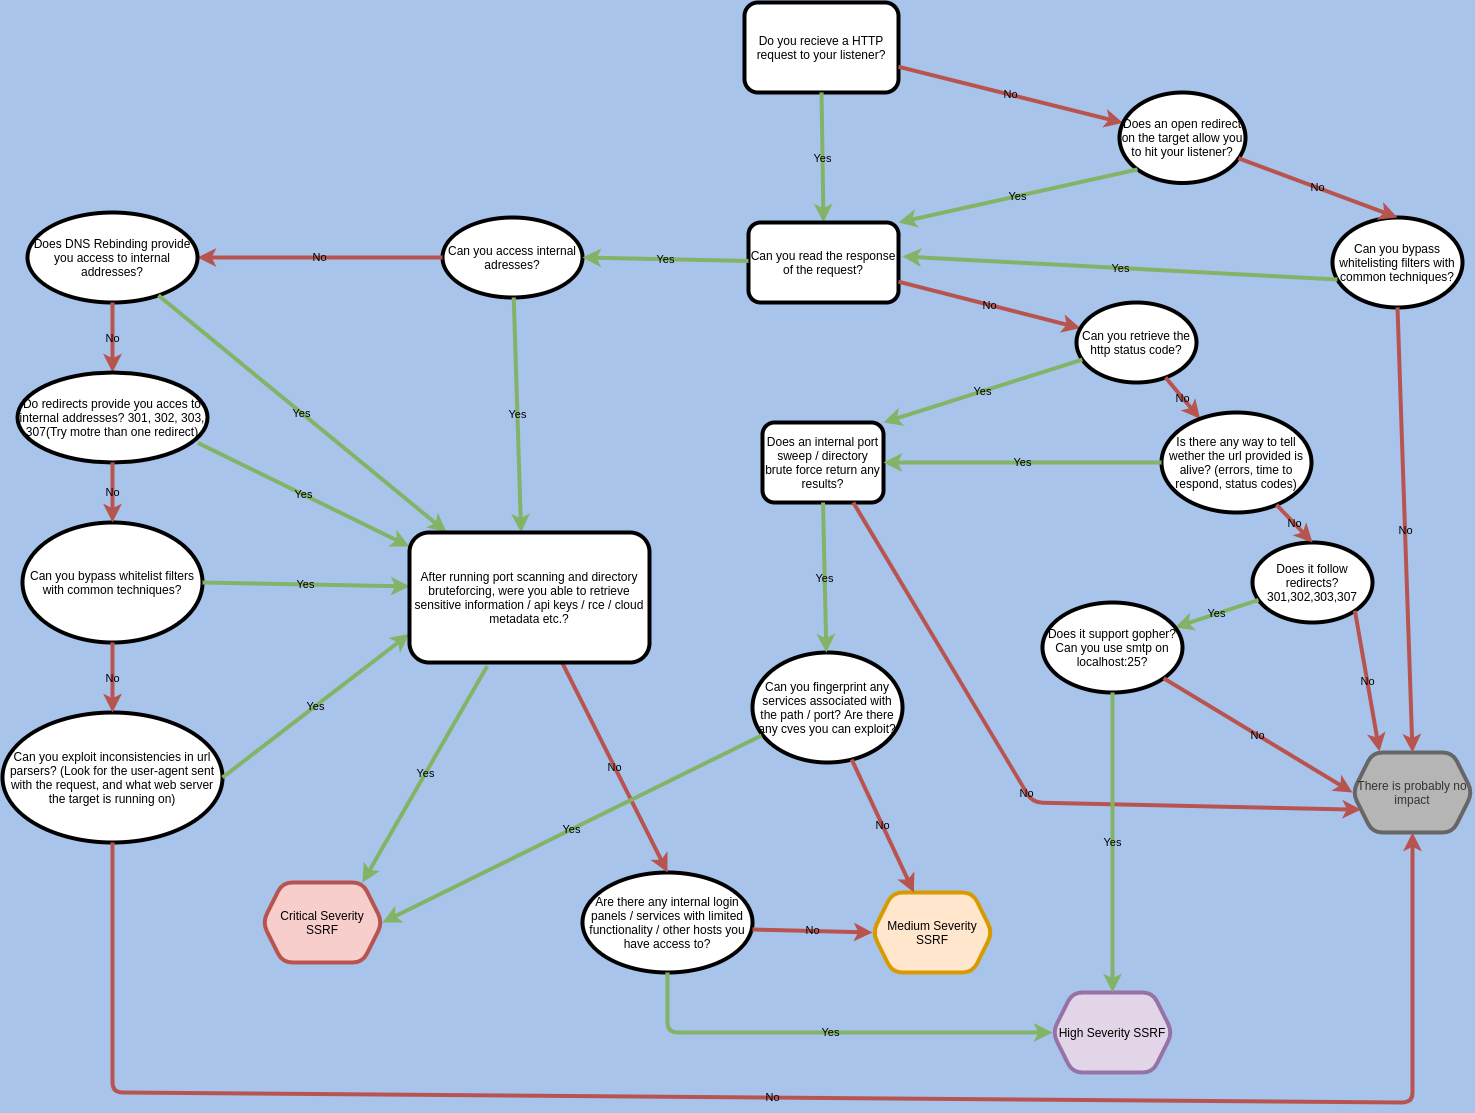 Do you recieve a HTTP
request to your listener?
No
Does an open redirect
on the target allow you
to hit your listener?
Yes
Yes
No
Can you bypass
whitelisting filters with
common techniques?
Does DNS Rebinding provide
you access to internal
addresses?
No
Can you access internal
adresses?
Yes
Can you read the response
of the request?
Yes
No
No
Can you retrieve the
http status code?
Yes
No
Do redirects provide you acces to
internal addresses? 301, 302, 303,
307(Try motre than one redirect)
Yes
Yes
Does an internal port
sweep / directory
brute force return any
results?
Yes
Is there any way to tell
wether the url provided is
alive? (errors, time to
respond, status codes)
No
Yes
No
No
Can you bypass whitelist filters
with common techniques?
Yes
After running port scanning and directory
bruteforcing, were you able to retrieve
sensitive information / api keys / rce / cloud
metadata etc.?
Yes
Does it follow
redirects?
301,302,303,307
Yes
Does it support gopher?
Can you use smtp on
localhost:25?
No
No
Yes
Can you fingerprint any
services associated with
the path / port? Are there
any cves you can exploit?
No
Can you exploit inconsistencies in url
parsers? (Look for the user-agent sent
with the request, and what web server
the target is running on)
Yes
No
No
There is probably no
impact
Yes
No
Yes
Critical Severity
SSRF
Are there any internal login
panels / services with limited
functionality / other hosts you
have access to?
No
Medium Severity
SSRF
Yes
High Severity SSRF
No